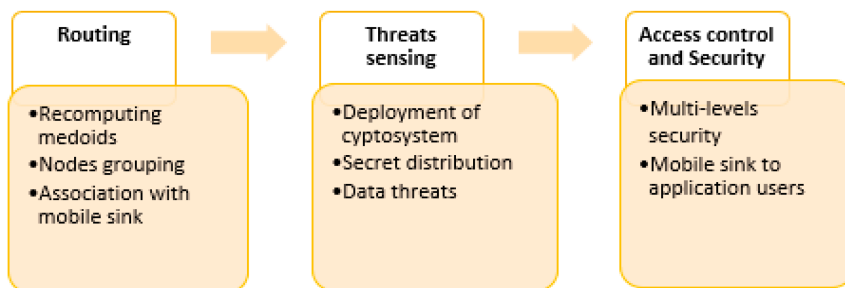 Routing
•Recomputing
medoids
•Nodes grouping
•Association with
mobile sink
Threats
sensing
•Deployment of
cyptosystem
•Secret distribution
•Data threats
Access control
and Security
•Multi-levels
security
•Mobile sink to
application users